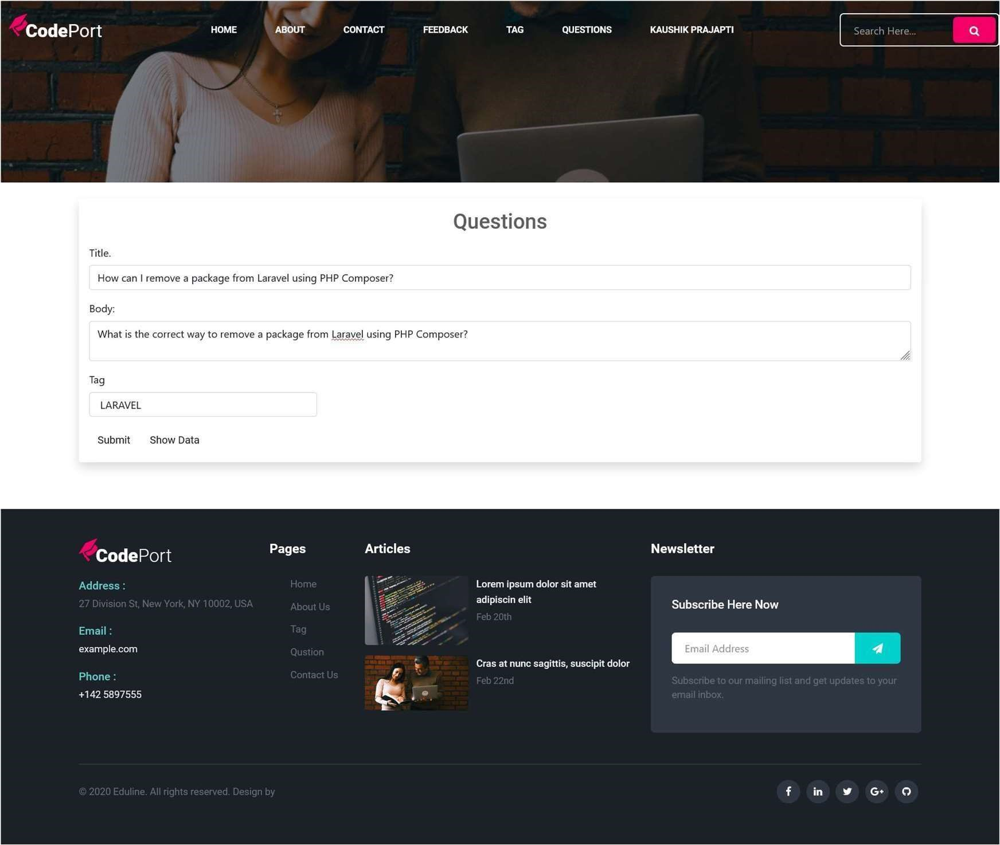 CodePort
HOME ABOUT CONTACT FEEDBACK TAG QUESTIONS KAUSHIK PRAJAPTI
Search Here...
Questions
Title.
How can I remove a package from Laravel using PHP Composer?
Body:
What is the correct way to remove a package from Laravel using PHP Composer?
Tag
LARAVEL
Submit Show Data
CodePort
Address :
27 Division St, New York, NY 10002, USA
Email :
example.com
Phone :
+142 5897555
Pages
Home
About Us
Tag
Qustion
Contact Us
Articles
Lorem ipsum dolor sit amet
adipiscin elit
Feb 20th
Cras at nunc sagittis, suscipit dolor
Feb 22nd
Newsletter
Subscribe Here Now
Email Address
Subscribe to our mailing list and get updates to your
email inbox.
© 2020 Eduline. All rights reserved. Design by